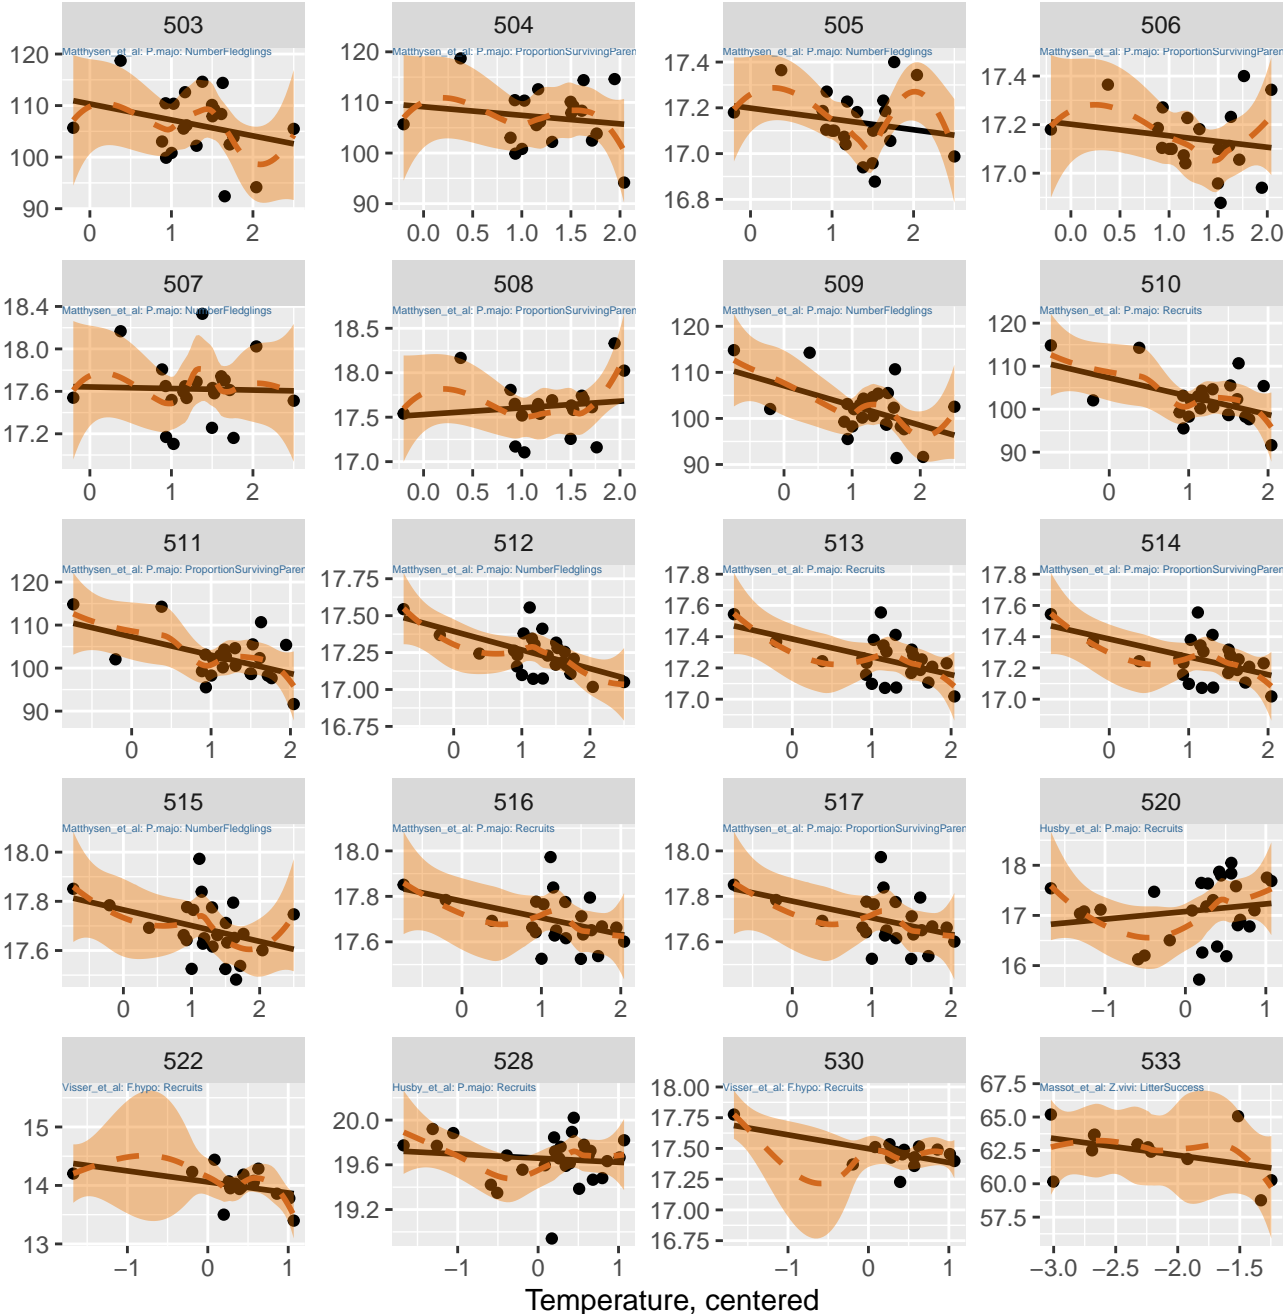 503 504 505 506
Matthysen_et_al: P.majo: NumberFledglings
Matthysen_et_al: P.majo: ProportionSurvivingParen
Matthysen_et_al: P.majo: NumberFledglings
Matthysen_et_al: P.majo: ProportionSurvivingParen
120 110 100 90
120 110 100 90
17.4 17.2 17.0 16.8
17.4 17.2 17.0
0 1 2
0.0 0.5 1.0 1.5 2.0
0 1 2
0.0 0.5 1.0 1.5 2.0
507 508 509 510
Matthysen_et_al: P.majo: NumberFledglings
Matthysen_et_al: P.majo: ProportionSurvivingParen
Matthysen_et_al: P.majo: NumberFledglings
Matthysen_et_al: P.majo: Recruits
18.4 18.0 17.6 17.2
18.5 18.0 17.5 17.0
120 110 100 90
120 110 100 90
0 1 2
0.0 0.5 1.0 1.5 2.0
0 1 2
0 1 2
511 512 513 514
Matthysen_et_al: P.majo: ProportionSurvivingParen
Matthysen_et_al: P.majo: NumberFledglings
Matthysen_et_al: P.majo: Recruits
Matthysen_et_al: P.majo: ProportionSurvivingParen
120 110 100 90
17.75 17.50 17.25 17.00 16.75
17.8 17.6 17.4 17.2 17.0
17.8 17.6 17.4 17.2 17.0
0 1 2
0 1 2
0 1 2
0 1 2
515 516 517 520
Matthysen_et_al: P.majo: NumberFledglings
Matthysen_et_al: P.majo: Recruits
Matthysen_et_al: P.majo: ProportionSurvivingParen
Husby_et_al: P.majo: Recruits
18.0 17.8 17.6
18.0 17.8 17.6
18.0 17.8 17.6
18 17 16
0 1 2
0 1 2
0 1 2
−1 0 1
522 528 530 533
Visser_et_al: F.hypo: Recruits
Husby_et_al: P.majo: Recruits
Visser_et_al: F.hypo: Recruits
Massot_et_al: Z.vivi: LitterSuccess
15 14 13
20.0 19.6 19.2
18.00 17.75 17.50 17.25 17.00 16.75
67.5 65.0 62.5 60.0 57.5
−1 0 1
−1 0 1
−1 0 1
−3.0 −2.5 −2.0 −1.5
Temperature, centered